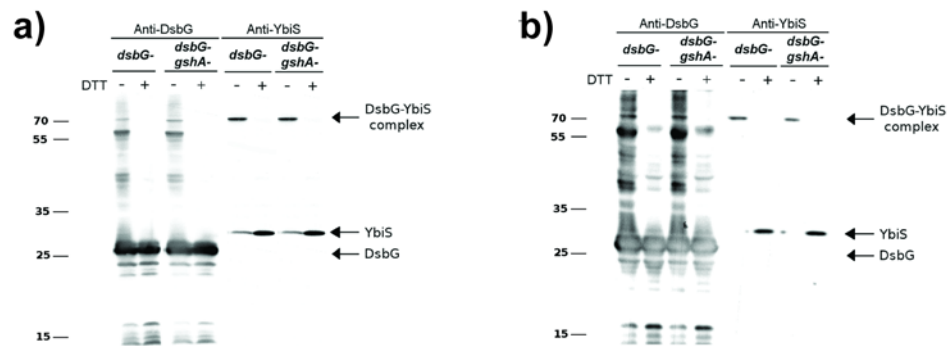 a)
Anti-DsbG Anti-YbiS
dsbG- dsbG- gshA- dsbG- dsbG- gshA-
DTT - + - + - + - +
70
55
35
25
15
DsbG-YbiS
complex
YbiS
DsbG
b)
Anti-DsbG Anti-YbiS
dsbG- dsbG- gshA- dsbG- dsbG- gshA-
DTT - + - + - + - +
70
55
35
25
15
DsbG-YbiS
complex
YbiS
DsbG